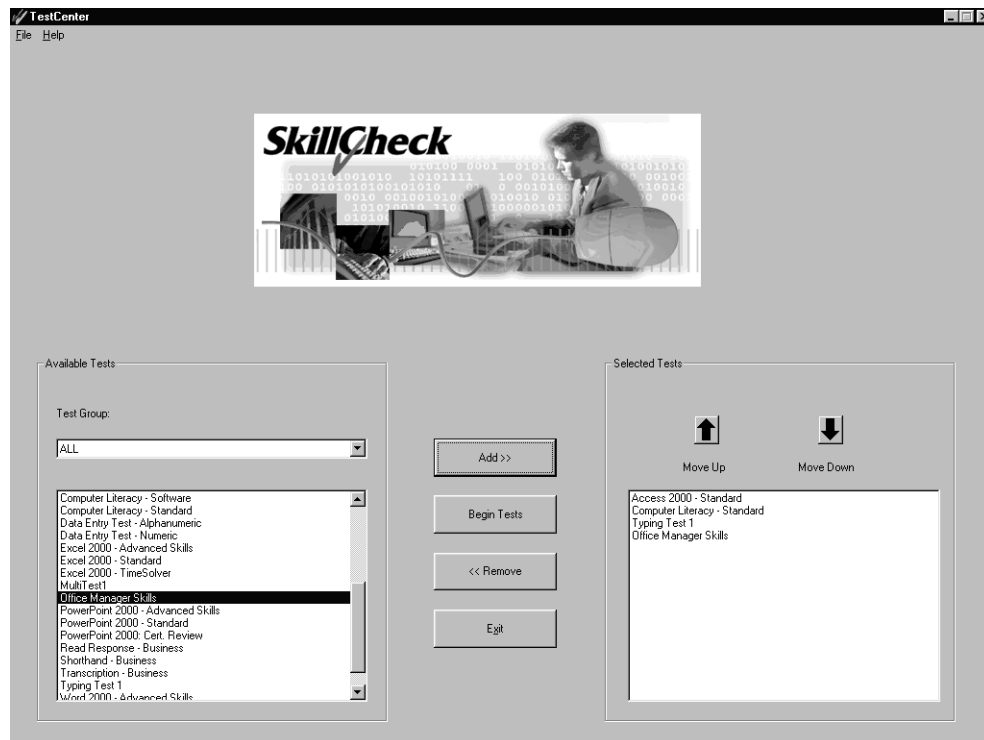 TestCenter
File Help
SkillCheck
Available Tests
Test Group:
ALL
Computer Literacy - Software
Computer Literacy - Standard
Data Entry Test - Alphanumeric
Data Entry Test - Numeric
Excel 2000 - Advanced Skills
Excel 2000 - Standard
Excel 2000 - TimeSolver
MultiTest1
Office Manager Skills
PowerPoint 2000 - Advanced Skills
PowerPoint 2000 - Standard
PowerPoint 2000: Cert. Review
Read Response - Business
Shorthand - Business
Transcription - Business
Typing Test 1
Word 2000 - Advanced Skills
Add >>
Begin Tests
<< Remove
Exit
Selected Tests
Move Up Move Down
Access 2000 - Standard
Computer Literacy - Standard
Typing Test 1
Office Manager Skills